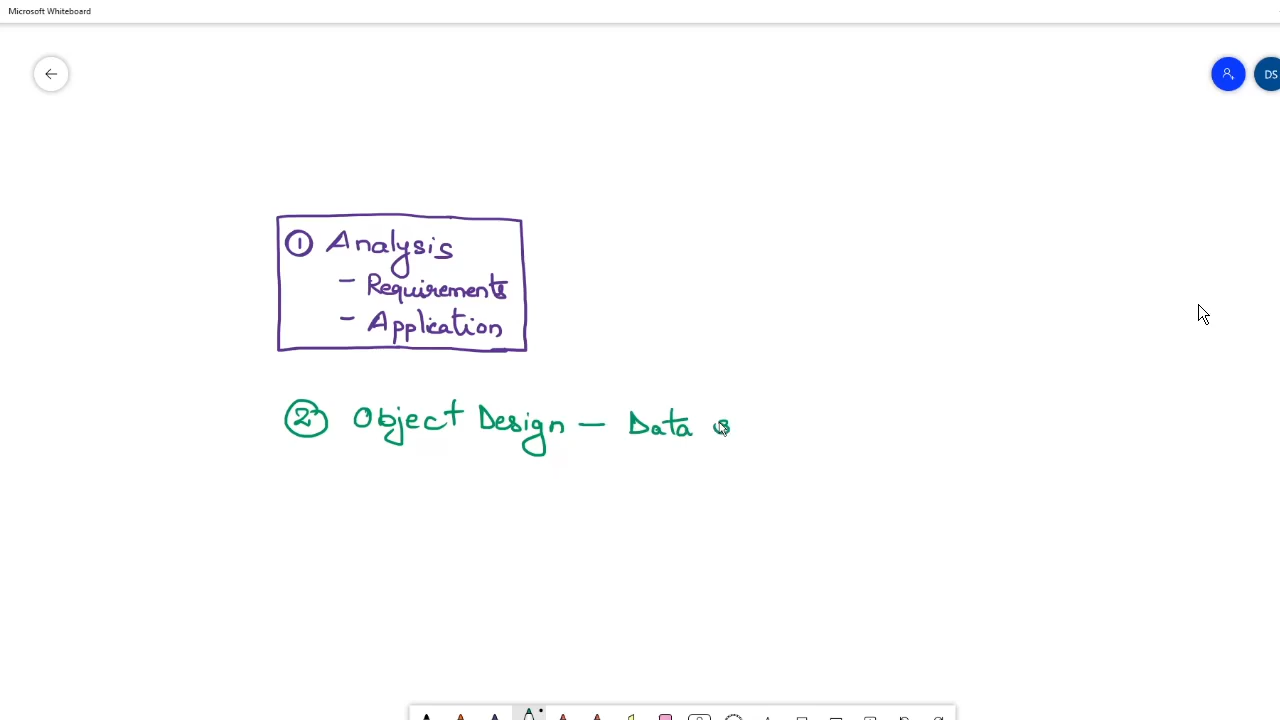 Microsoft Whiteboard
DS
① Analysis
- Requirements
- Application
② Object Design - Data s